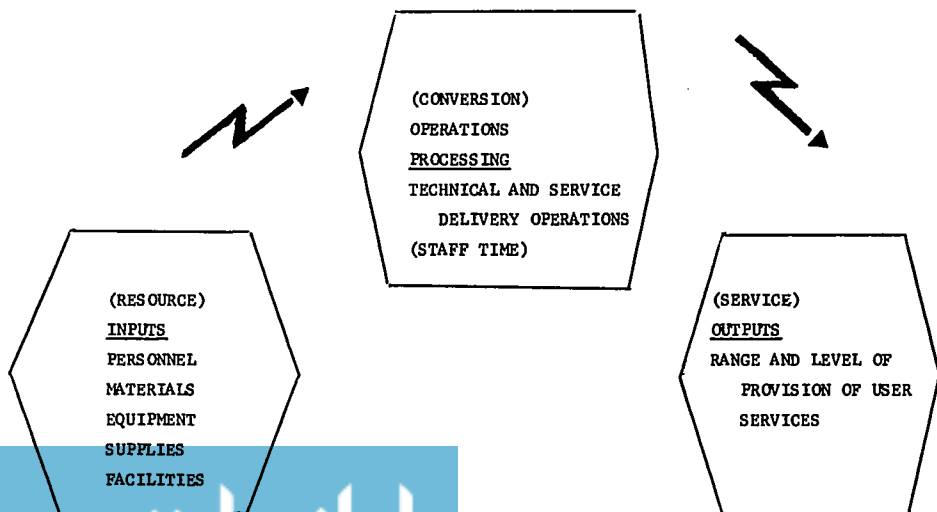 (CONVERSION)
OPERATIONS
PROCESSING
TECHNICAL AND SERVICE
DELIVERY OPERATIONS
(STAFF TIME)
(RESOURCE)
INPUTS
PERSONNEL
MATERIALS
EQUIPMENT
SUPPLIES
FACILITIES
(SERVICE)
OUTPUTS
RANGE AND LEVEL OF
PROVISION OF USER
SERVICES